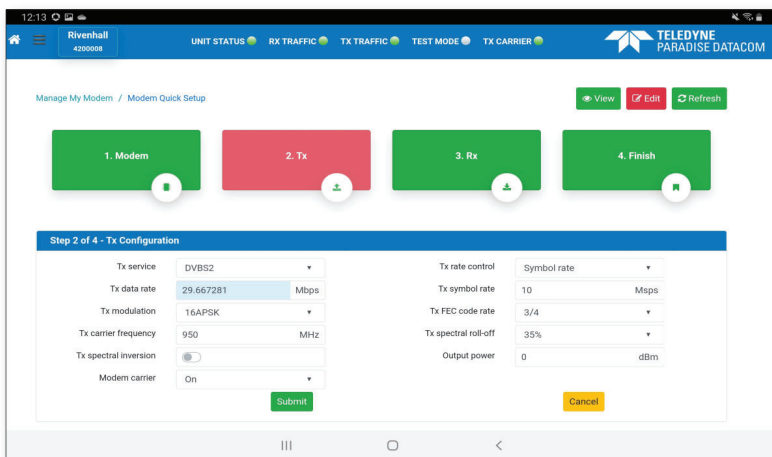 12:13
Rivenhall
4200008
UNIT STATUS RX TRAFFIC TX TRAFFIC TEST MODE TX CARRIER
TELEDYNE
PARADISE DATACOM
Manage My Modem / Modem Quick Setup
View Edit Refresh
1. Modem 2. Tx 3. Rx 4. Finish
Step 2 of 4 - Tx Configuration
Tx service DVBS2 Tx rate control Symbol rate
Tx data rate 29.667281 Mbps Tx symbol rate 10 Msps
Tx modulation 16APSK Tx FEC code rate 3/4
Tx carrier frequency 950 MHz Tx spectral roll-off 35%
Tx spectral inversion Output power 0 dBm
Modem carrier On
Submit Cancel